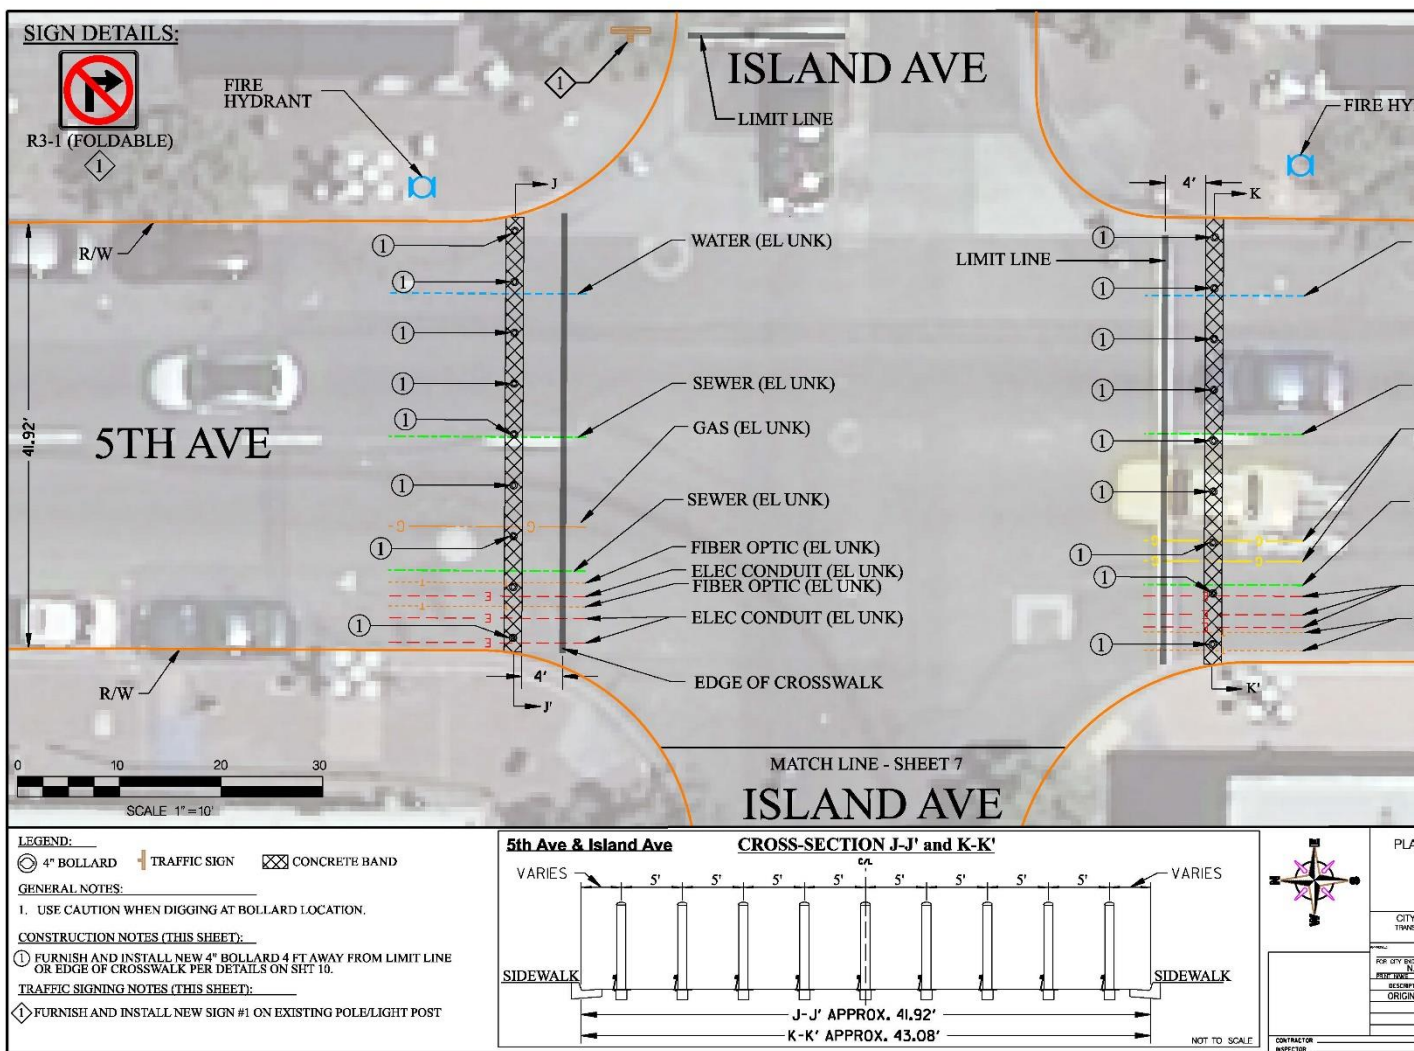 SIGN DETAILS:
R3-1 (FOLDABLE)
1
FIRE
HYDRANT
1
ISLAND AVE
LIMIT LINE
FIRE HY
J
4'
K
R/W
41.92'
5TH AVE
1
1
1
1
1
1
1
1
WATER (EL UNK)
SEWER (EL UNK)
GAS (EL UNK)
SEWER (EL UNK)
FIBER OPTIC (EL UNK)
ELEC CONDUIT (EL UNK)
FIBER OPTIC (EL UNK)
ELEC CONDUIT (EL UNK)
EDGE OF CROSSWALK
LIMIT LINE
1
1
1
1
1
1
1
1
1
G G
G G
G G
T
E
T
E
E
R/W
4'
J'
K'
MATCH LINE - SHEET 7
ISLAND AVE
0 10 20 30
SCALE 1"=10'
LEGEND:
4" BOLLARD TRAFFIC SIGN CONCRETE BAND
GENERAL NOTES:
1. USE CAUTION WHEN DIGGING AT BOLLARD LOCATION.
CONSTRUCTION NOTES (THIS SHEET):
1 FURNISH AND INSTALL NEW 4" BOLLARD 4 FT AWAY FROM LIMIT LINE
OR EDGE OF CROSSWALK PER DETAILS ON SHT 10.
TRAFFIC SIGNING NOTES (THIS SHEET):
1 FURNISH AND INSTALL NEW SIGN #1 ON EXISTING POLE/LIGHT POST
5th Ave & Island Ave CROSS-SECTION J-J' and K-K'
C/L
VARIES 5' 5' 5' 5' 5' 5' 5' 5' VARIES
SIDEWALK SIDEWALK
J-J' APPROX. 41.92'
K-K' APPROX. 43.08'
NOT TO SCALE
E
N S
W
PLA
CITY
TRANS
FOR CITY ENG
DESCRIPT
ORIGIN
CONTRACTOR
INSPECTOR